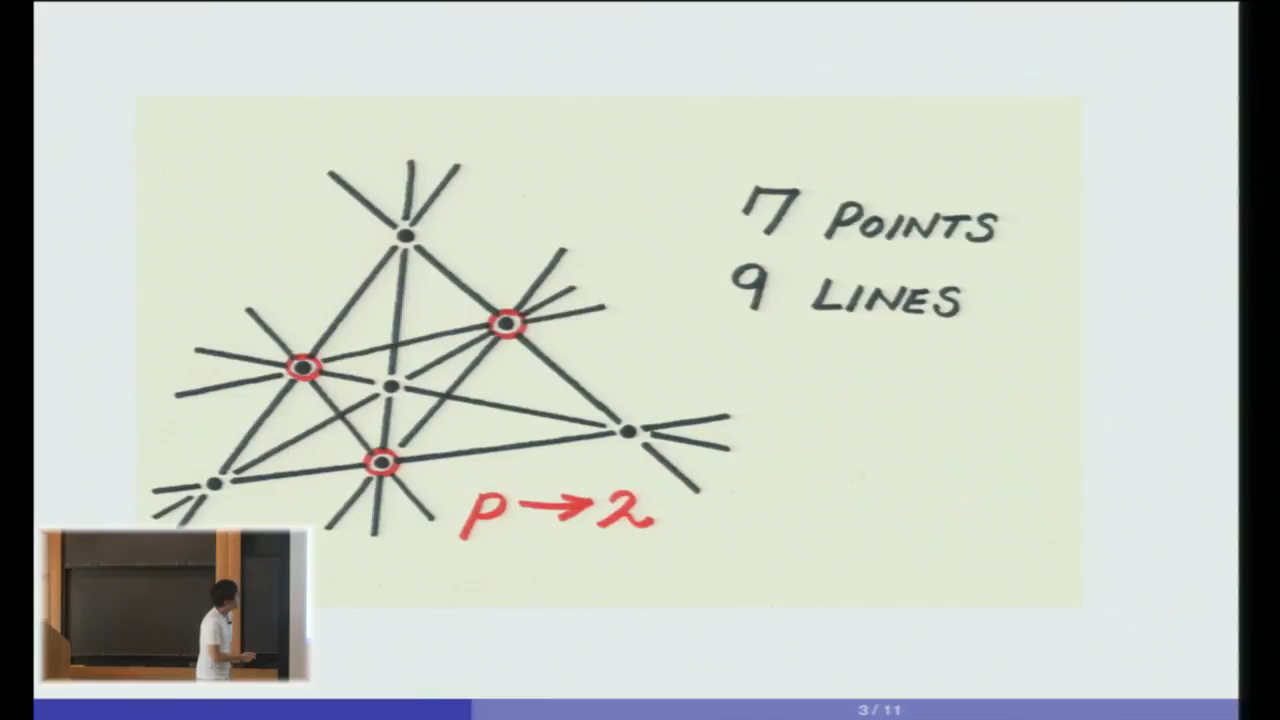 7 POINTS
9 LINES
p → 2
3 / 11